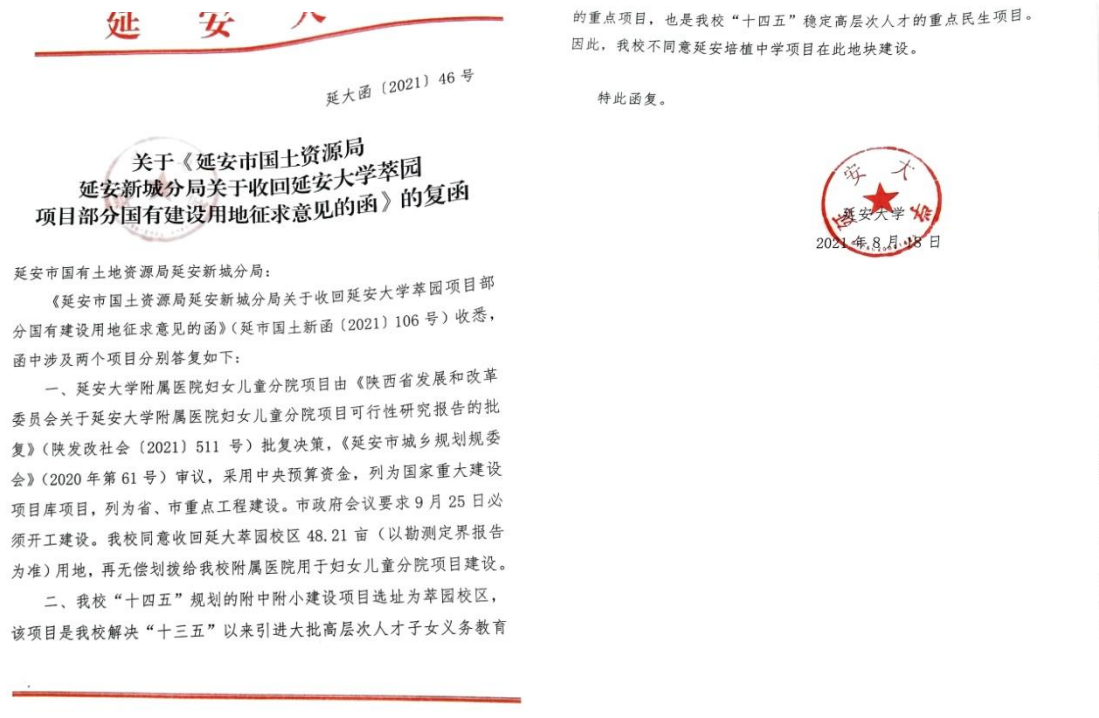 延 安 大
延大函〔2021〕46 号
关于《延安市国土资源局
延安新城分局关于收回延安大学萃园
项目部分国有建设用地征求意见的函》的复函
延安市国有土地资源局延安新城分局:
《延安市国土资源局延安新城分局关于收回延安大学萃园项目部
分国有建设用地征求意见的函》(延市国土新函〔2021〕106 号)收悉,
函中涉及两个项目分别答复如下:
一、延安大学附属医院妇女儿童分院项目由《陕西省发展和改革
委员会关于延安大学附属医院妇女儿童分院项目可行性研究报告的批
复》(陕发改社会〔2021〕511 号)批复决策,《延安市城乡规划规委
会》(2020 年第 61 号)审议,采用中央预算资金,列为国家重大建设
项目库项目,列为省、市重点工程建设。市政府会议要求 9 月 25 日必
须开工建设。我校同意收回延大萃园校区 48.21 亩(以勘测定界报告
为准)用地,再无偿划拨给我校附属医院用于妇女儿童分院项目建设。
二、我校“十四五”规划的附中附小建设项目选址为萃园校区,
该项目是我校解决“十三五”以来引进大批高层次人才子女义务教育
的重点项目,也是我校“十四五”稳定高层次人才的重点民生项目。
因此,我校不同意延安培植中学项目在此地块建设。
特此函复。
延安大学
延安大学
2021 年 8 月 18 日